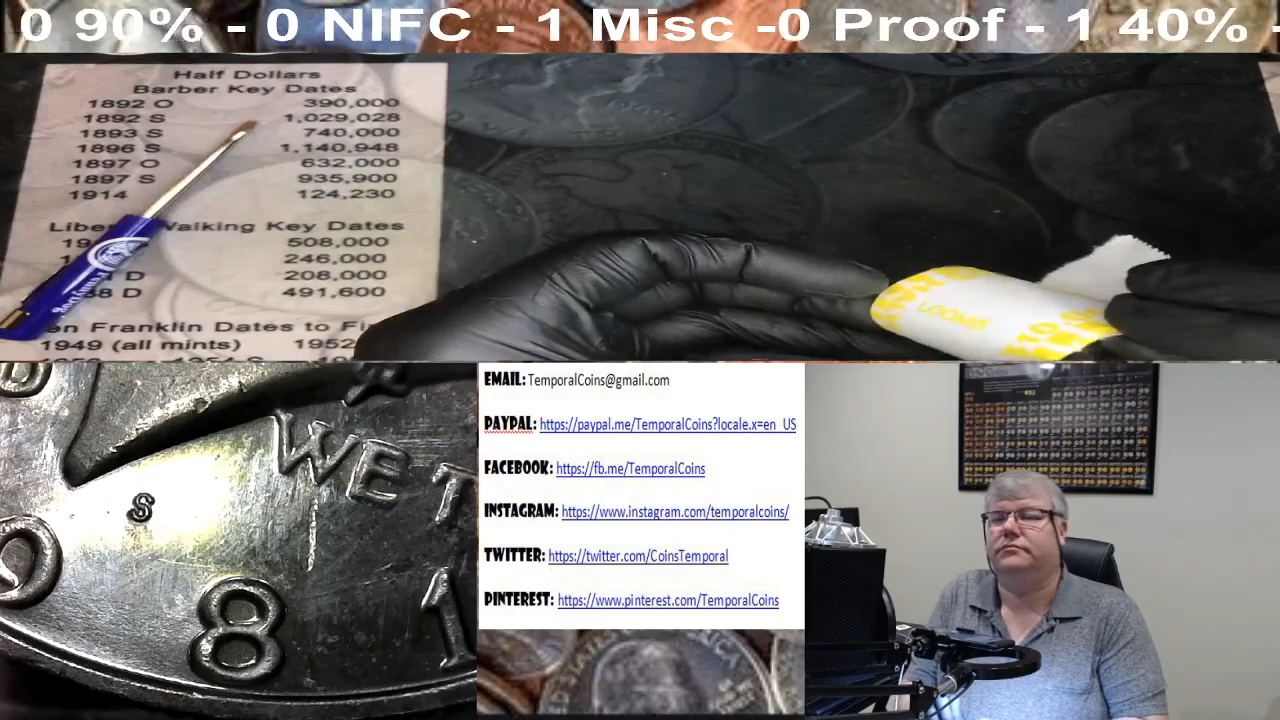 0 90% - 0 NIFC - 1 Misc -0 Proof - 1 40% -
Half Dollars
Barber Key Dates
1892 O 390,000
1892 S 1,029,028
1893 S 740,000
1896 S 1,140,948
1897 O 632,000
1897 S 935,900
1914 124,230
Walking Key Dates
508,000
246,000
D 208,000
38 D 491,600
Franklin Dates to
1949 (all mints) 1952
LOOMIS
$10
WE
S
8 1
EMAIL: TemporalCoins@gmail.com
PAYPAL: https://paypal.me/TemporalCoins?locale.x=en_US
FACEBOOK: https://fb.me/TemporalCoins
INSTAGRAM: https://www.instagram.com/temporalcoins/
TWITTER: https://twitter.com/CoinsTemporal
PINTEREST: https://www.pinterest.com/TemporalCoins